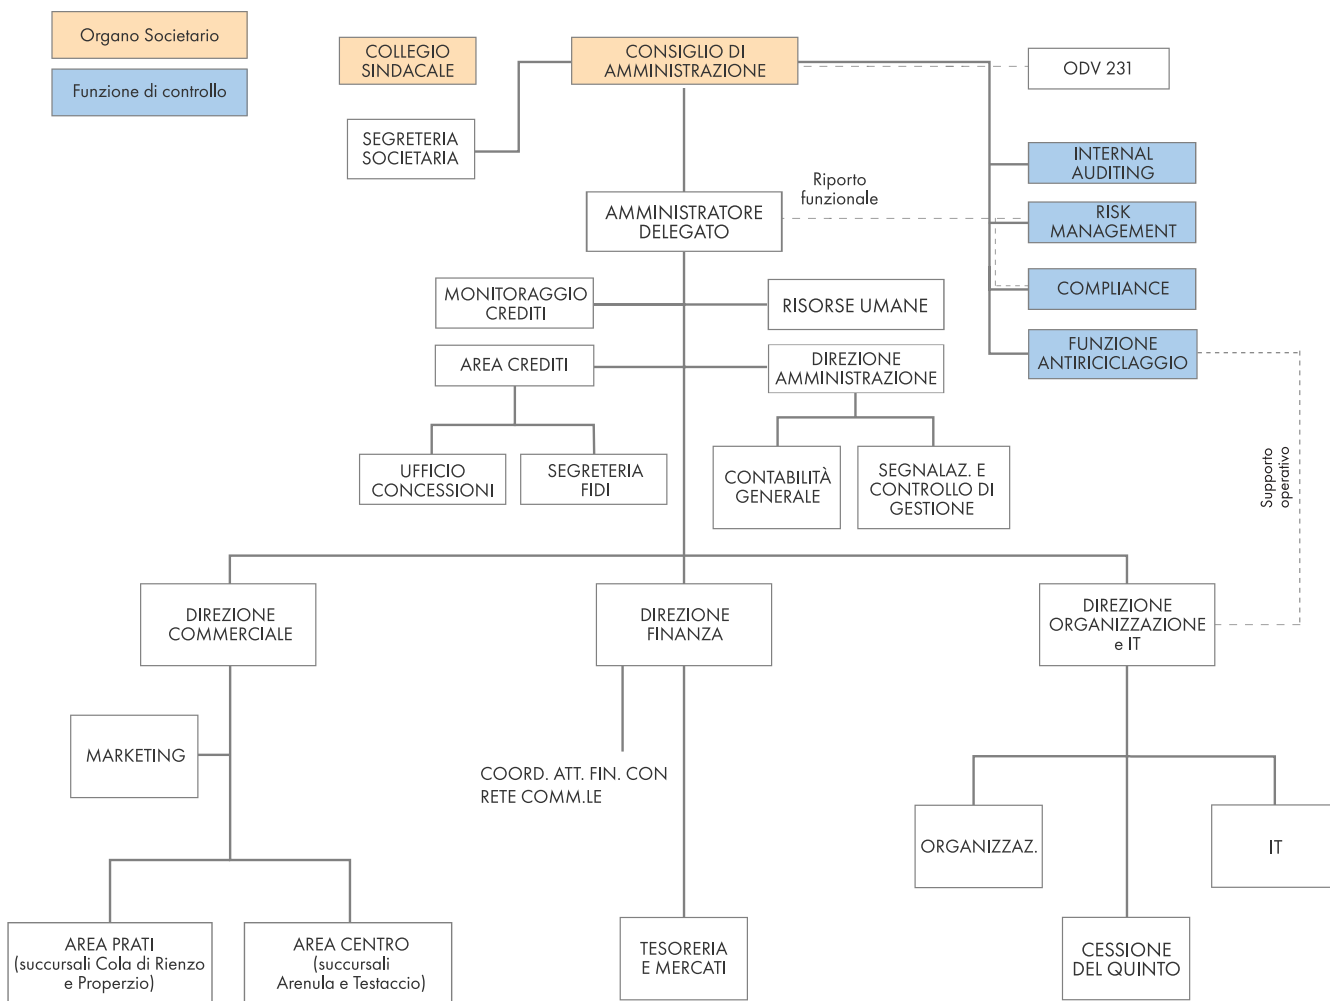 Organo Societario
Funzione di controllo
COLLEGIO
SINDACALE
CONSIGLIO DI
AMMINISTRAZIONE
ODV 231
SEGRETERIA
SOCIETARIA
INTERNAL
AUDITING
Riporto
funzionale
AMMINISTRATORE
DELEGATO
RISK
MANAGEMENT
COMPLIANCE
MONITORAGGIO
CREDITI
RISORSE UMANE
FUNZIONE
ANTIRICICLAGGIO
AREA CREDITI
DIREZIONE
AMMINISTRAZIONE
UFFICIO
CONCESSIONI
SEGRETERIA
FIDI
CONTABILITÀ
GENERALE
SEGNALAZ. E
CONTROLLO DI
GESTIONE
Supporto
operativo
DIREZIONE
COMMERCIALE
DIREZIONE
FINANZA
DIREZIONE
ORGANIZZAZIONE
e IT
MARKETING
COORD. ATT. FIN. CON
RETE COMM.LE
ORGANIZZAZ.
IT
AREA PRATI
(succursali Cola di Rienzo
e Properzio)
AREA CENTRO
(succursali
Arenula e Testaccio)
TESORERIA
E MERCATI
CESSIONE
DEL QUINTO